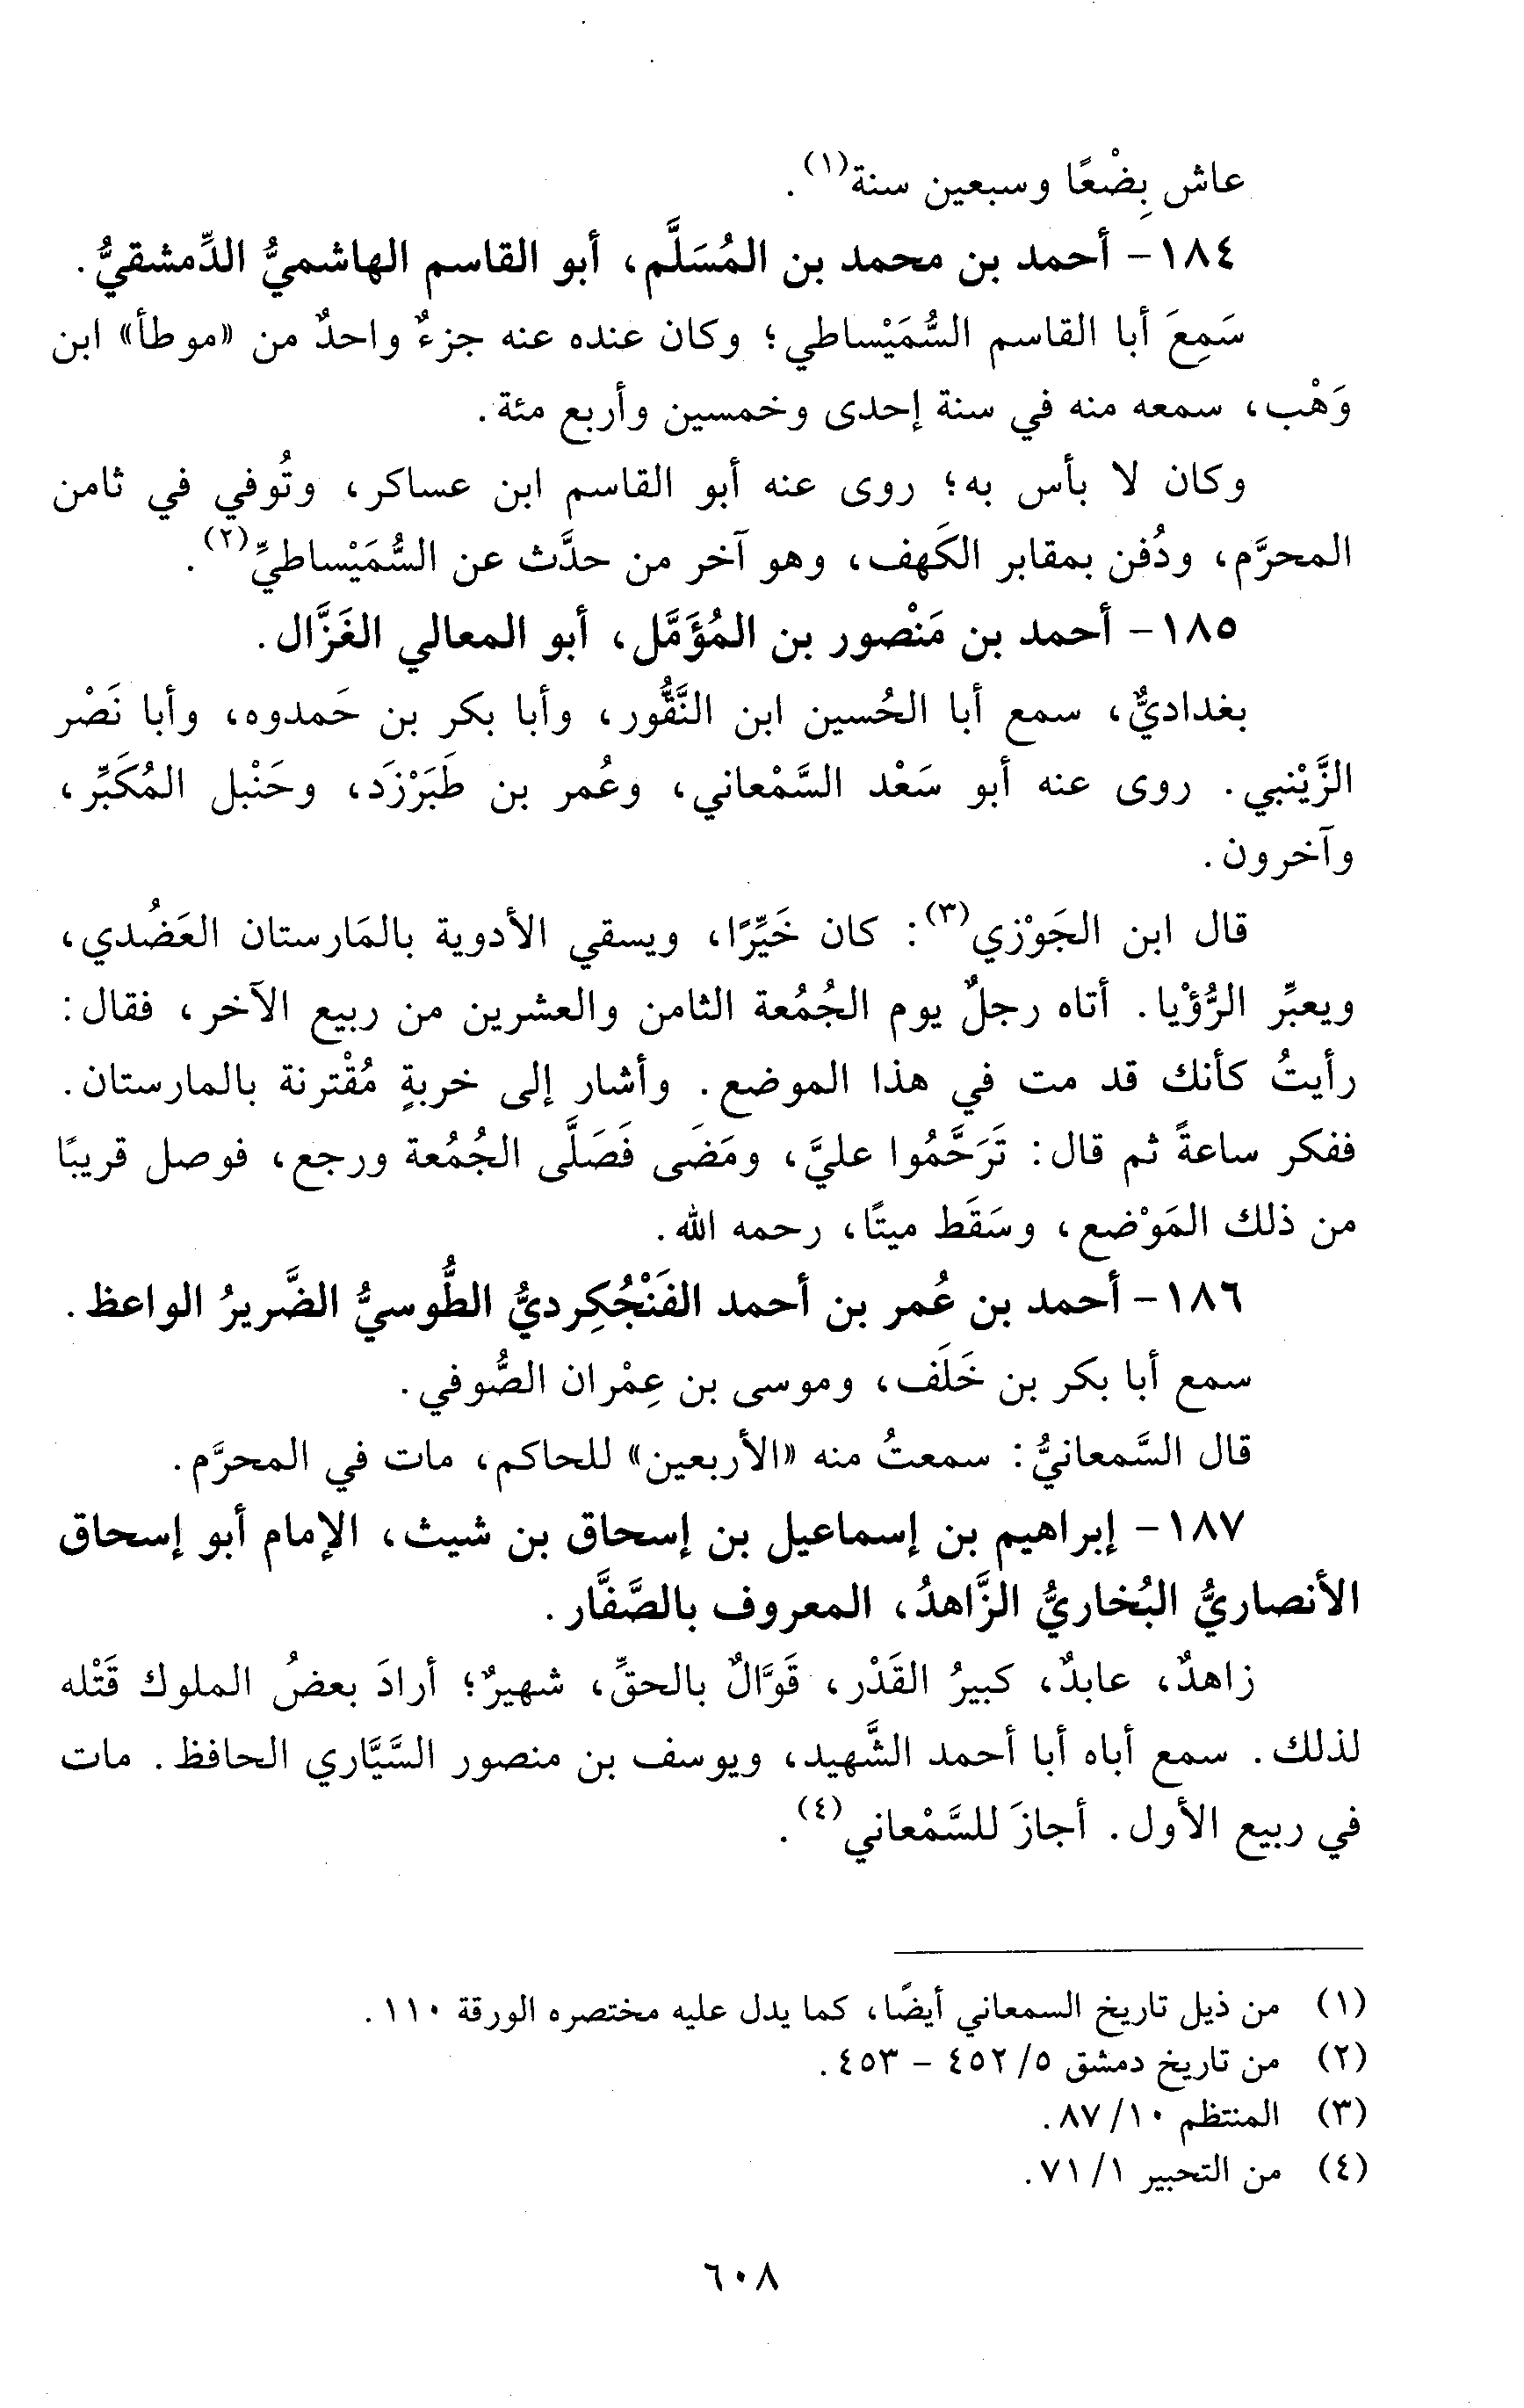 عاش بِضْعًا وسبعين سنة(١).
١٨٤- أحمد بن محمد بن المُسَلَّم، أبو القاسم الهاشميُّ الدِّمشقيُّ.
سَمِعَ أبا القاسم السُّمَيْساطي؛ وكان عنده عنه جزءٌ واحدٌ من «موطأ» ابن
وَهْب، سمعه منه في سنة إحدى وخمسين وأربع مئة.
وكان لا بأس به؛ روى عنه أبو القاسم ابن عساكر، وتُوفي في ثامن
المحرَّم، ودُفن بمقابر الكَهف، وهو آخر من حدَّث عن السُّمَيْساطيِّ(٢).
١٨٥- أحمد بن مَنْصور بن المُؤَمَّل، أبو المعالي الغَزَّال.
بغداديٌّ، سمع أبا الحُسين ابن النَّقُّور، وأبا بكر بن حَمدوه، وأبا نَصْر
الزَّيْنبي. روى عنه أبو سَعْد السَّمْعاني، وعُمر بن طَبَرْزَد، وحَنْبل المُكَبِّر،
وآخرون.
قال ابن الجَوْزي(٣): كان خَيِّرًا، ويسقي الأدوية بالمَارستان العَضُدي،
ويعبِّر الرُّؤْيا. أتاه رجلٌ يوم الجُمُعة الثامن والعشرين من ربيع الآخر، فقال:
رأيتُ كأنك قد مت في هذا الموضع. وأشار إلى خربةٍ مُقْترنة بالمارستان.
ففكر ساعةً ثم قال: تَرَحَّمُوا عليَّ، ومَضَى فَصَلَّى الجُمُعة ورجع، فوصل قريبًا
من ذلك المَوْضع، وسَقَط ميتًا، رحمه الله.
١٨٦- أحمد بن عُمر بن أحمد الفَنْجُكِرديُّ الطُّوسيُّ الضَّريرُ الواعظ.
سمع أبا بكر بن خَلَف، وموسى بن عِمْران الصُّوفي.
قال السَّمعانيُّ: سمعتُ منه «الأربعين» للحاكم، مات في المحرَّم.
١٨٧- إبراهيم بن إسماعيل بن إسحاق بن شيث، الإمام أبو إسحاق
الأنصاريُّ البُخاريُّ الزَّاهدُ، المعروف بالصَّفَّار.
زاهدٌ، عابدٌ، كبيرُ القَدْر، قَوَّالٌ بالحقِّ، شهيرٌ؛ أرادَ بعضُ الملوك قَتْله
لذلك. سمع أباه أبا أحمد الشَّهيد، ويوسف بن منصور السَّيَّاري الحافظ. مات
في ربيع الأول. أجازَ للسَّمْعاني(٤).
(١) من ذيل تاريخ السمعاني أيضًا، كما يدل عليه مختصره الورقة ١١٠.
(٢) من تاريخ دمشق ٥/ ٤٥٢ - ٤٥٣.
(٣) المنتظم ١٠/ ٨٧.
(٤) من التحبير ١/ ٧١.
٦٠٨